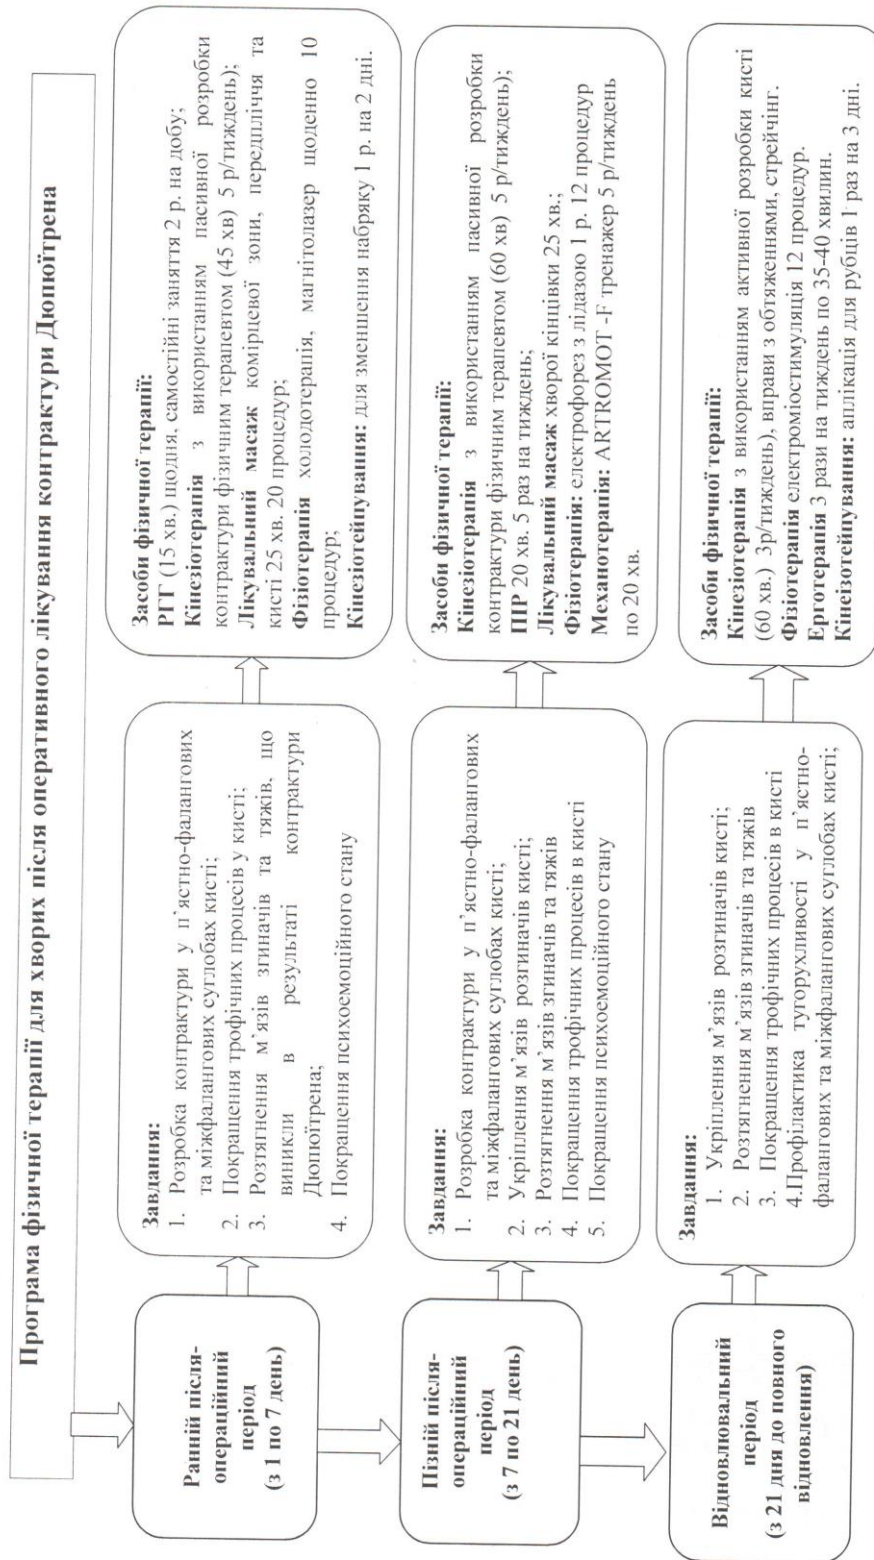 Програма фізичної терапії для хворих після оперативного лікування контрактури Дюпюїтрена
Ранній після-
операційний
період
(з 1 по 7 день)
Завдання:
1. Розробка контрактури у п’ястно-фалангових
та міжфалангових суглобах кисті;
2. Покращення трофічних процесів у кисті;
3. Розтягнення м’язів згиначів та тяжів, що
виникли в результаті контрактури
Дюпюїтрена;
4. Покращення психоемоційного стану
Засоби фізичної терапії:
РГГ (15 хв.) щодня, самостійні заняття 2 р. на добу;
Кінезіотерапія з використанням пасивної розробки
контрактури фізичним терапевтом (45 хв) 5 р/тиждень);
Лікувальний масаж комірцевої зони, передпліччя та
кисті 25 хв. 20 процедур;
Фізіотерапія холодотерапія, магнітолазер щоденно 10
процедур;
Кінезіотейпування: для зменшення набряку 1 р. на 2 дні.
Пізній після-
операційний
період
(з 7 по 21 день)
Завдання:
1. Розробка контрактури у п’ястно-фалангових
та міжфалангових суглобах кисті;
2. Укріплення м’язів розгиначів кисті;
3. Розтягнення м’язів згиначів та тяжів
4. Покращення трофічних процесів в кисті
5. Покращення психоемоційного стану
Засоби фізичної терапії:
Кінезіотерапія з використанням пасивної розробки
контрактури фізичним терапевтом (60 хв) 5 р/тиждень);
ПІР 20 хв. 5 раз на тиждень;
Лікувальний масаж хворої кінцівки 25 хв.;
Фізіотерапія: електрофорез з лідазою 1 р. 12 процедур
Механотерапія: ARTROMOT -F тренажер 5 р/тиждень
по 20 хв.
Відновлювальний
період
(з 21 дня до повного
відновлення)
Завдання:
1. Укріплення м’язів розгиначів кисті;
2. Розтягнення м’язів згиначів та тяжів
3. Покращення трофічних процесів в кисті
4.Профілактика тугорухливості у п’ястно-
фалангових та міжфалангових суглобах кисті;
Засоби фізичної терапії:
Кінезіотерапія з використанням активної розробки кисті
(60 хв.) 3р/тиждень), вправи з обтяженнями, стрейчінг.
Фізіотерапія електроміостимуляція 12 процедур.
Ерготерапія 3 рази на тиждень по 35-40 хвилин.
Кінеізотейпування: аплікація для рубців 1 раз на 3 дні.